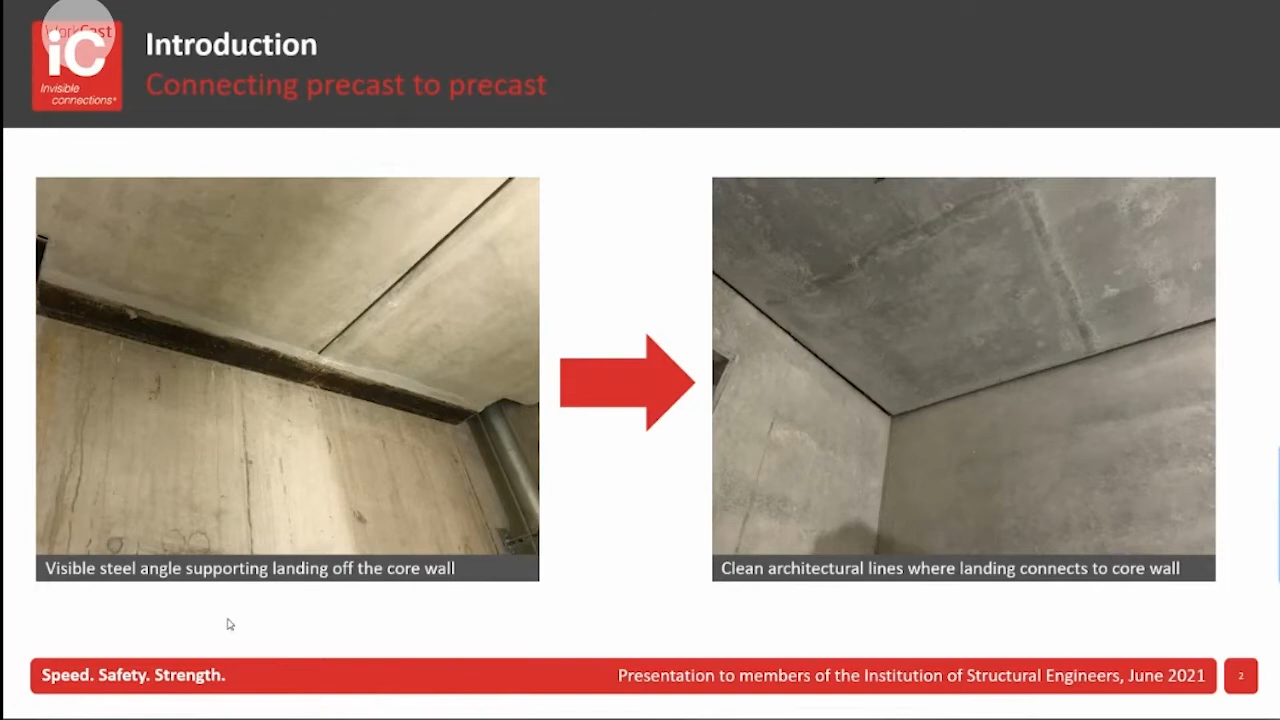 WorkCast
iC
Invisible
connections®
Introduction
Connecting precast to precast
Visible steel angle supporting landing off the core wall
Clean architectural lines where landing connects to core wall
Speed. Safety. Strength.
Presentation to members of the Institution of Structural Engineers, June 2021
2